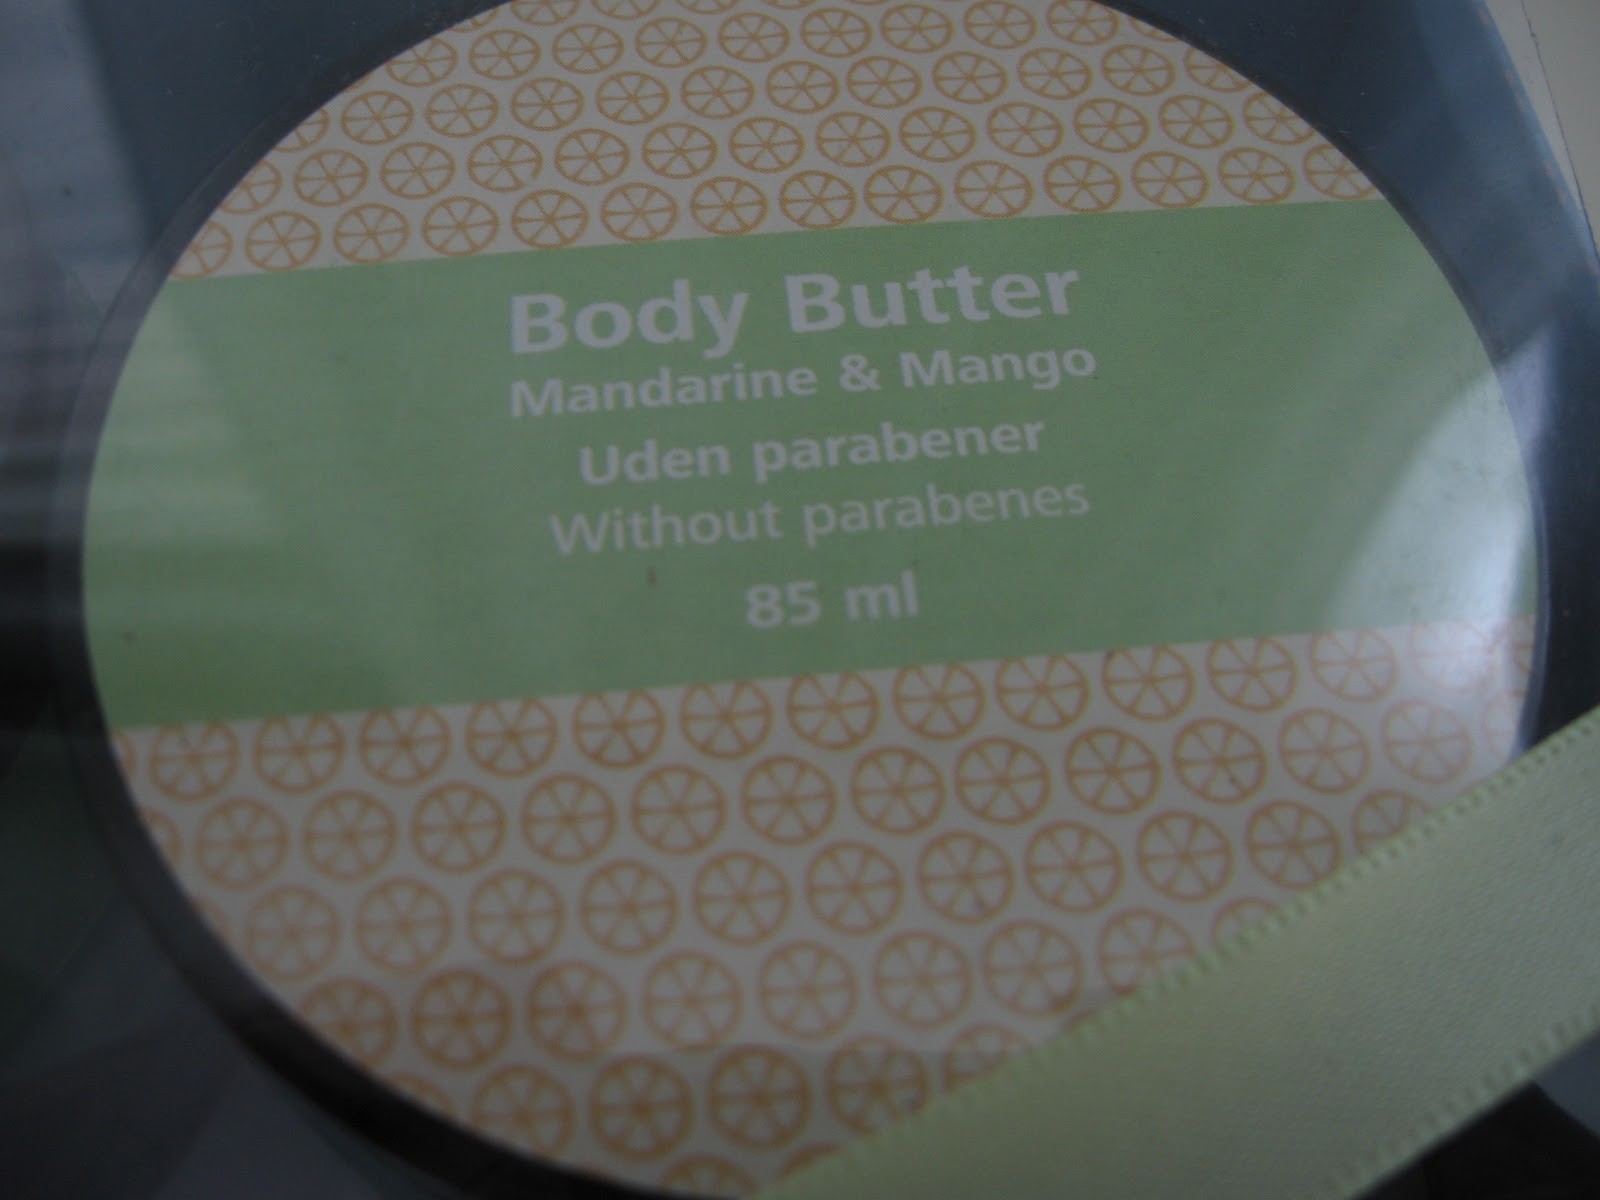 Body Butter
Mandarine & Mango
Uden parabener
Without parabenes
85 ml